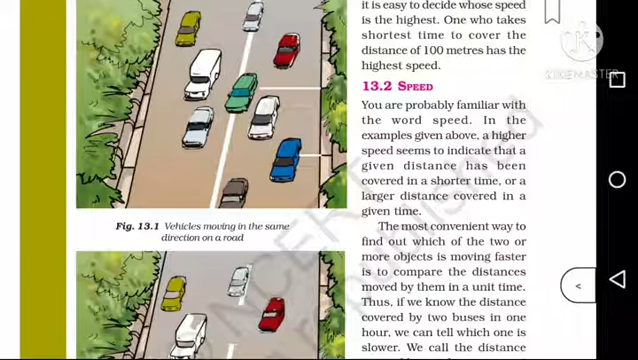 it is easy to decide whose speed
is the highest. One who takes
shortest time to cover the
distance of 100 metres has the
highest speed.
13.2 SPEED
You are probably familiar with
the word speed. In the
examples given above, a higher
speed seems to indicate that a
given distance has been
covered in a shorter time, or a
larger distance covered in a
given time.
The most convenient way to
find out which of the two or
more objects is moving faster
is to compare the distances
moved by them in a unit time.
Thus, if we know the distance
covered by two buses in one
hour, we can tell which one is
slower. We call the distance
Fig. 13.1 Vehicles moving in the same
direction on a road
KINEMASTER